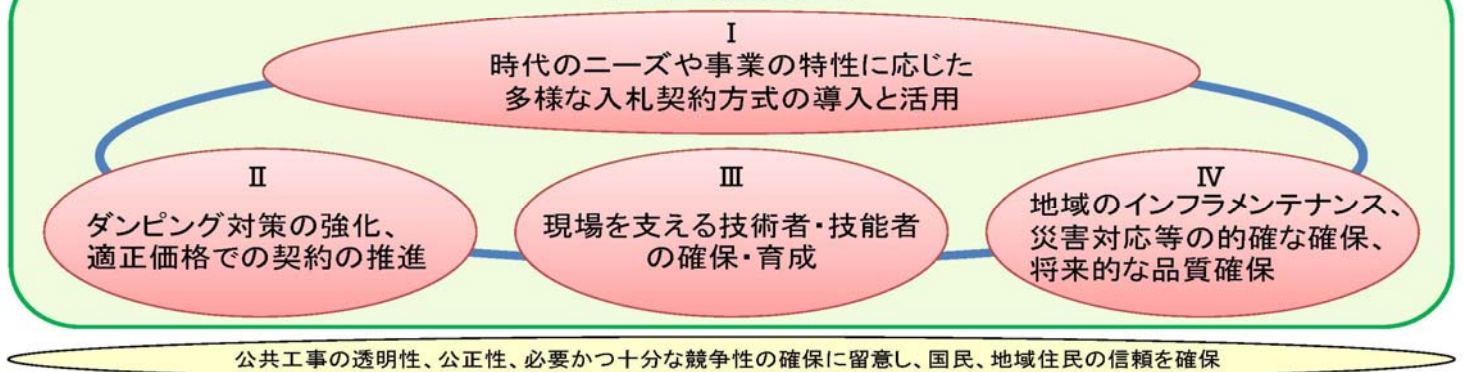 Ⅰ
時代のニーズや事業の特性に応じた
多様な入札契約方式の導入と活用
Ⅱ
ダンピング対策の強化、
適正価格での契約の推進
Ⅲ
現場を支える技術者・技能者
の確保・育成
Ⅳ
地域のインフラメンテナンス、
災害対応等の的確な確保、
将来的な品質確保
公共工事の透明性、公正性、必要かつ十分な競争性の確保に留意し、国民、地域住民の信頼を確保